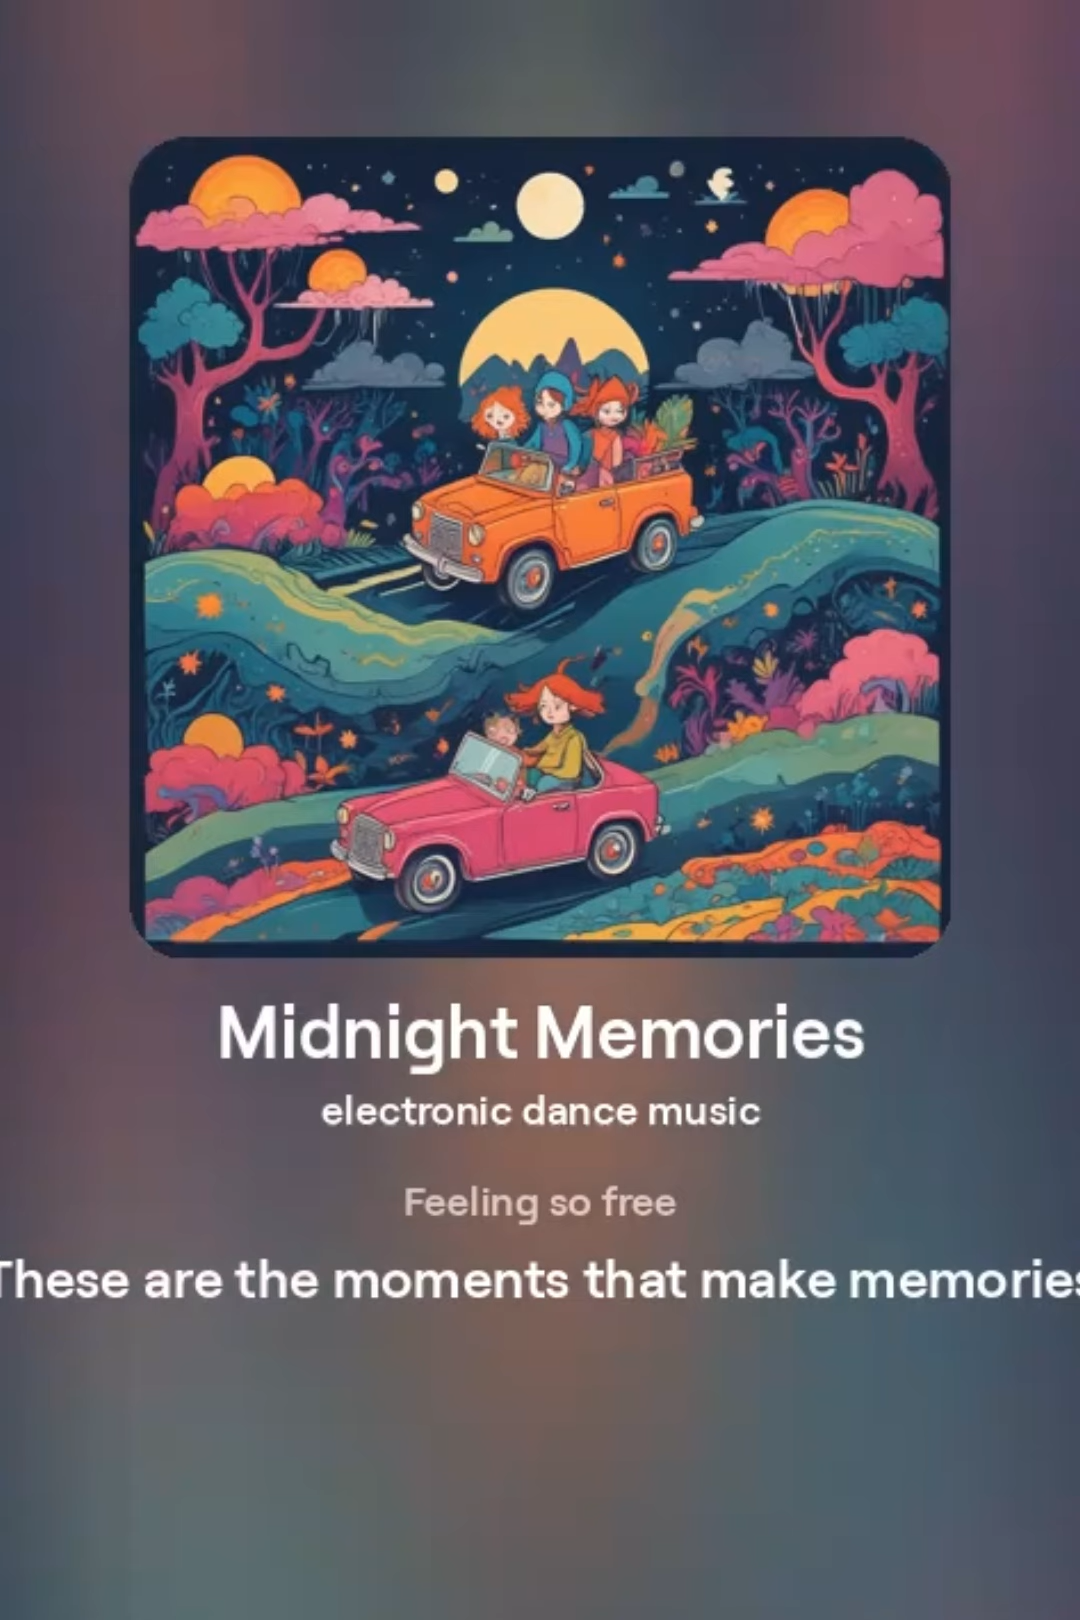 Midnight Memories
electronic dance music
Feeling so free
These are the moments that make memories